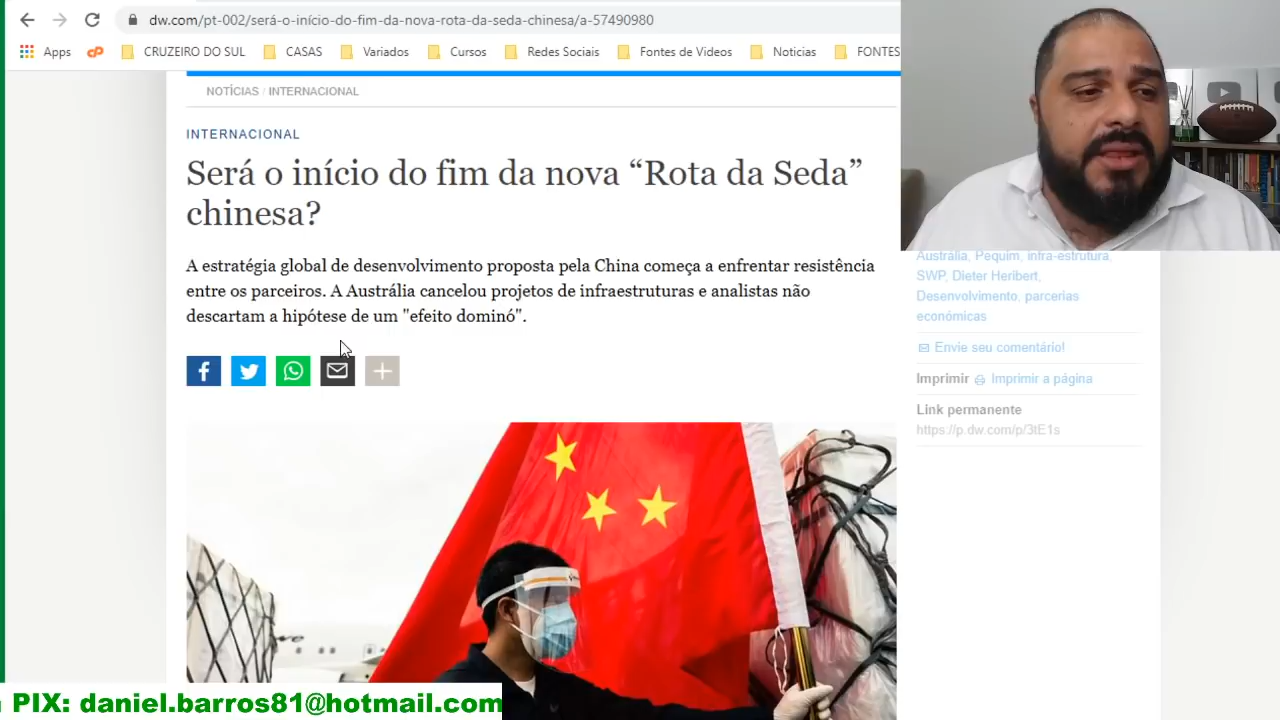 dw.com/pt-002/será-o-início-do-fim-da-nova-rota-da-seda-chinesa/a-57490980
Apps
CRUZEIRO DO SUL
CASAS
Variados
Cursos
Redes Sociais
Fontes de Videos
Noticias
FONTES
NOTÍCIAS / INTERNACIONAL
INTERNACIONAL
Será o início do fim da nova “Rota da Seda”
chinesa?
A estratégia global de desenvolvimento proposta pela China começa a enfrentar resistência
entre os parceiros. A Austrália cancelou projetos de infraestruturas e analistas não
descartam a hipótese de um "efeito dominó".
Austrália, Pequim, infra-estrutura,
SWP, Dieter Heribert,
Desenvolvimento, parcerias
económicas
Envie seu comentário!
Imprimir Imprimir a página
Link permanente
https://p.dw.com/p/3tE1s
PIX: daniel.barros81@hotmail.com